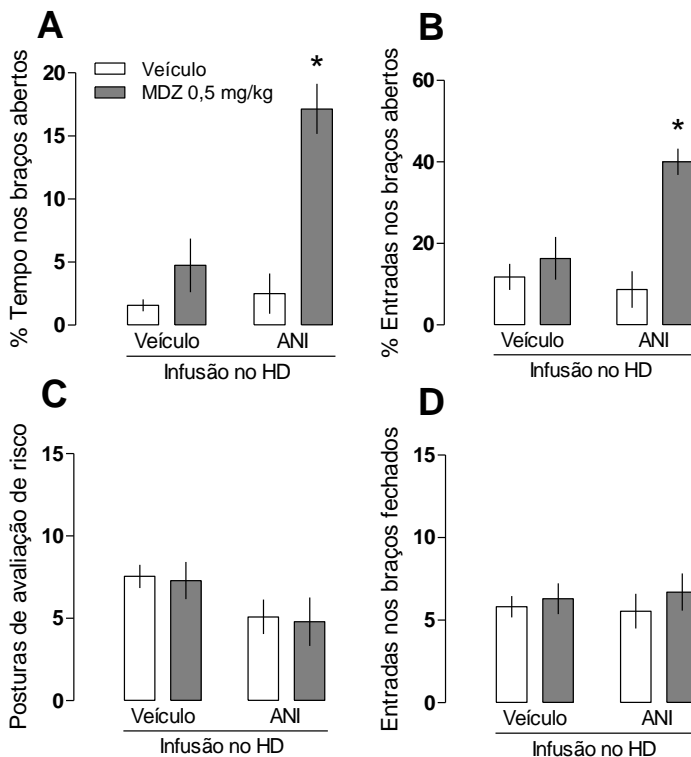 A
% Tempo nos braços abertos
20
15
10
5
0
Veículo
MDZ 0,5 mg/kg
*
Veículo
ANI
Infusão no HD
B
% Entradas nos braços abertos
60
40
20
0
*
Veículo
ANI
Infusão no HD
C
Posturas de avaliação de risco
15
10
5
0
Veículo
ANI
Infusão no HD
D
Entradas nos braços fechados
15
10
5
0
Veículo
ANI
Infusão no HD